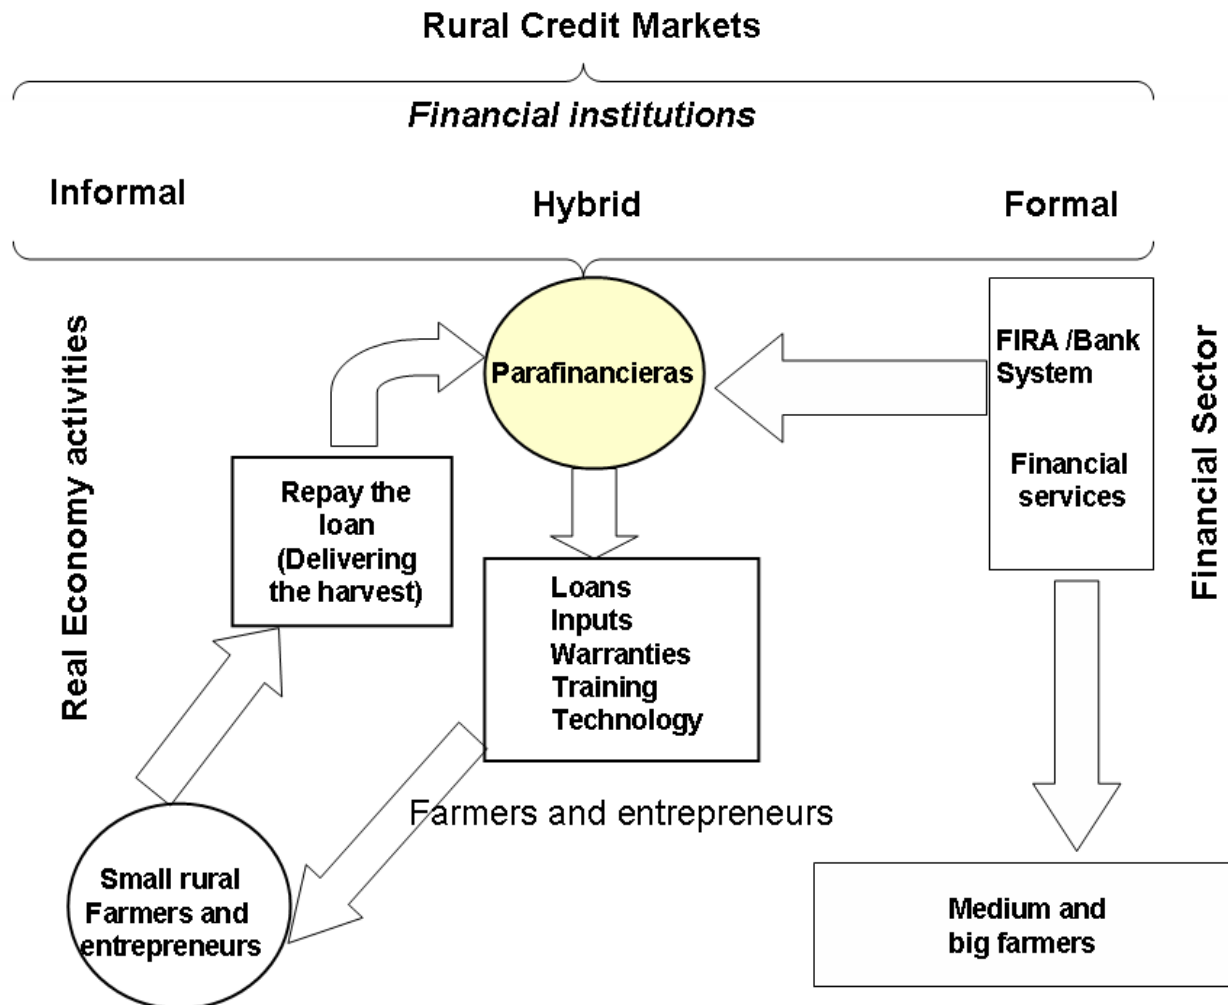 Rural Credit Markets
Financial institutions
Informal
Hybrid
Formal
Real Economy activities
Parafinancieras
FIRA /Bank
System
Financial
services
Financial Sector
Repay the
loan
(Delivering
the harvest)
Loans
Inputs
Warranties
Training
Technology
Farmers and entrepreneurs
Small rural
Farmers and
entrepreneurs
Medium and
big farmers